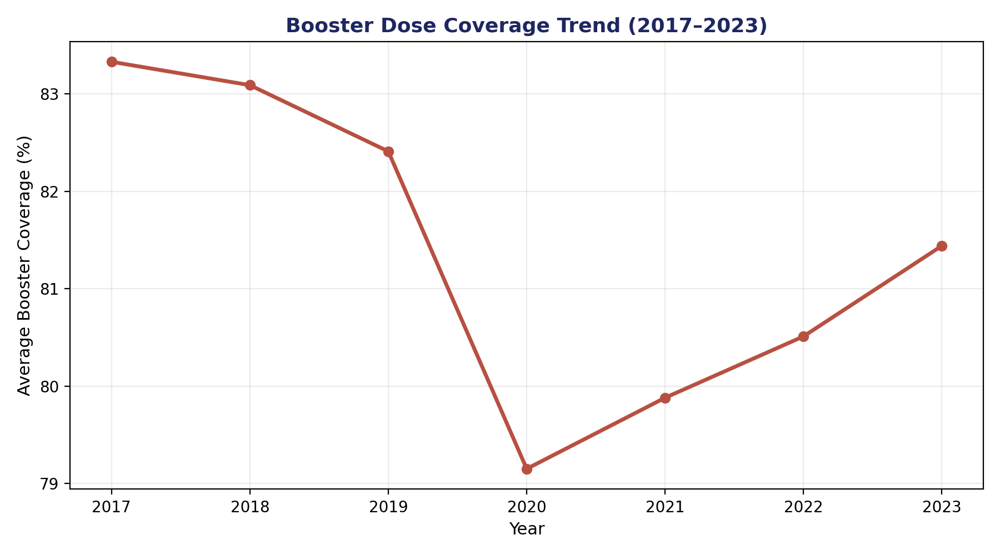 Booster Dose Coverage Trend (2017–2023)
Average Booster Coverage (%)
83
82
81
80
79
2017 2018 2019 2020 2021 2022 2023
Year